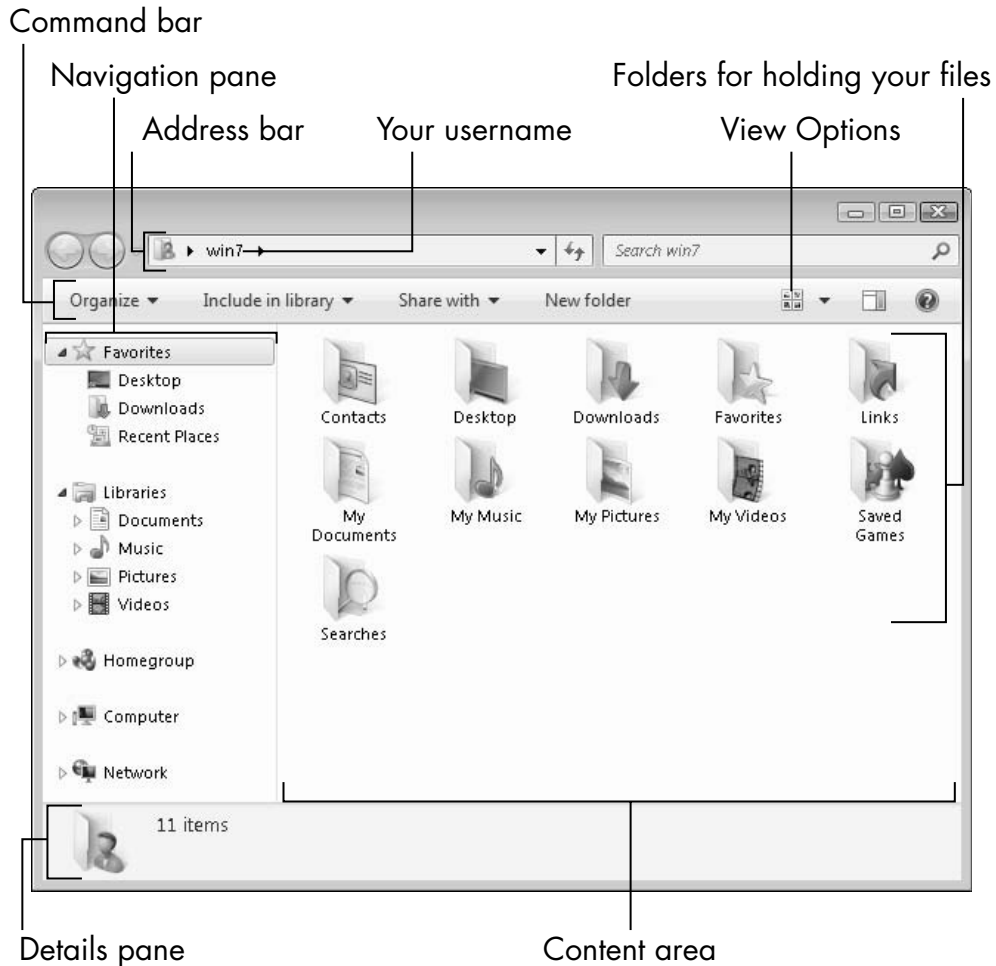 Command bar
Navigation pane
Folders for holding your files
Address bar
Your username
View Options
win7
Search win7
Organize
Include in library
Share with
New folder
Favorites
Desktop
Downloads
Recent Places
Libraries
Documents
Music
Pictures
Videos
Homegroup
Computer
Network
Contacts
Desktop
Downloads
Favorites
Links
My
Documents
My Music
My Pictures
My Videos
Saved
Games
Searches
11 items
Details pane
Content area